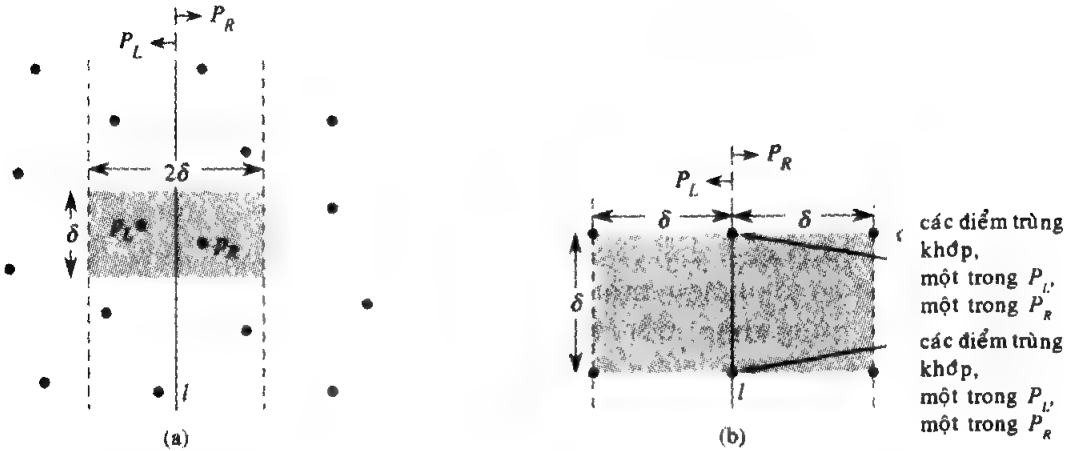 P_R
P_L
2δ
δ
p_L
p_R
l
(a)
P_R
P_L
δ δ
δ
l
(b)
các điểm trùng
khớp,
một trong P_L,
một trong P_R
các điểm trùng
khớp,
một trong P_L,
một trong P_R